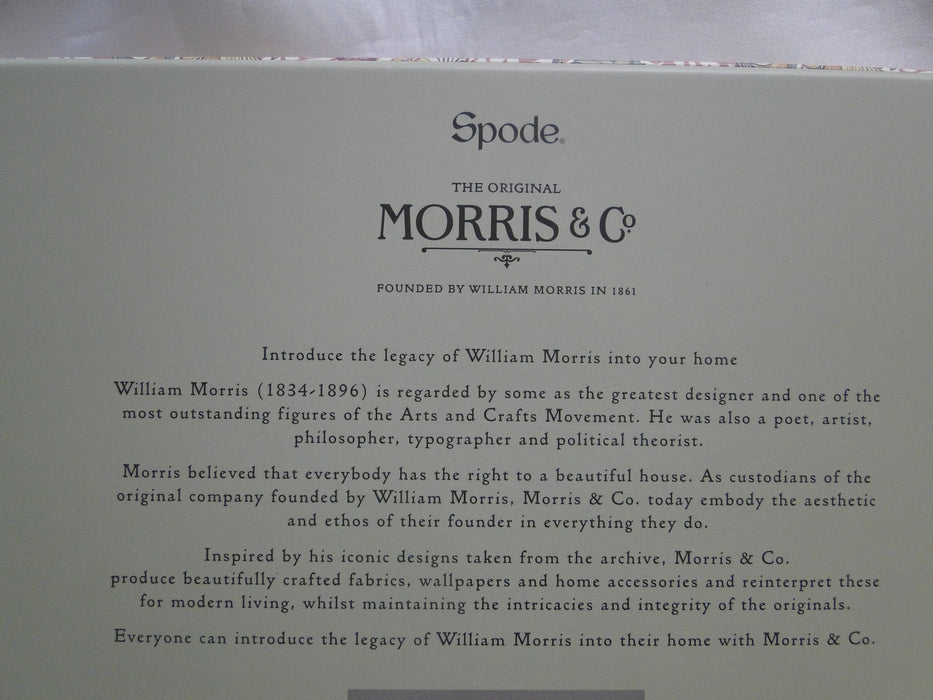 Spode®
THE ORIGINAL
MORRIS & Co.
FOUNDED BY WILLIAM MORRIS IN 1861
Introduce the legacy of William Morris into your home
William Morris (1834-1896) is regarded by some as the greatest designer and one of the
most outstanding figures of the Arts and Crafts Movement. He was also a poet, artist,
philosopher, typographer and political theorist.
Morris believed that everybody has the right to a beautiful house. As custodians of the
original company founded by William Morris, Morris & Co. today embody the aesthetic
and ethos of their founder in everything they do.
Inspired by his iconic designs taken from the archive, Morris & Co.
produce beautifully crafted fabrics, wallpapers and home accessories and reinterpret these
for modern living, whilst maintaining the intricacies and integrity of the originals.
Everyone can introduce the legacy of William Morris into their home with Morris & Co.